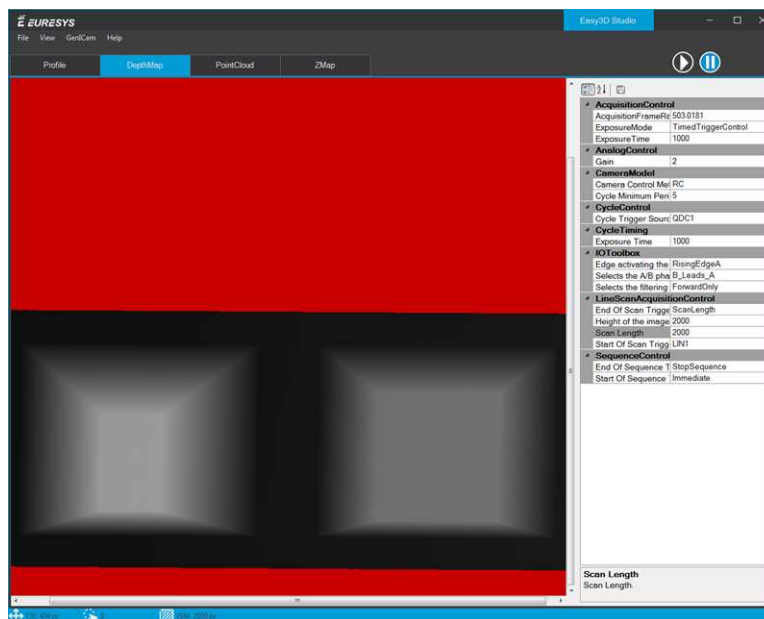 EURESYS
Easy3D Studio
File View GenICam Help
Profile DepthMap PointCloud ZMap
AcquisitionControl
AcquisitionFrameRa 503.0181
ExposureMode TimedTriggerControl
ExposureTime 1000
AnalogControl
Gain 2
CameraModel
Camera Control Met RC
Cycle Minimum Peri 5
CycleControl
Cycle Trigger Sourc QDC1
CycleTiming
Exposure Time 1000
IOToolbox
Edge activating the RisingEdgeA
Selects the A/B pha B_Leads_A
Selects the filtering ForwardOnly
LineScanAcquisitionControl
End Of Scan Trigge ScanLength
Height of the image 2000
Scan Length 2000
Start Of Scan Trigg LIN1
SequenceControl
End Of Sequence T StopSequence
Start Of Sequence Immediate
Scan Length
Scan Length.